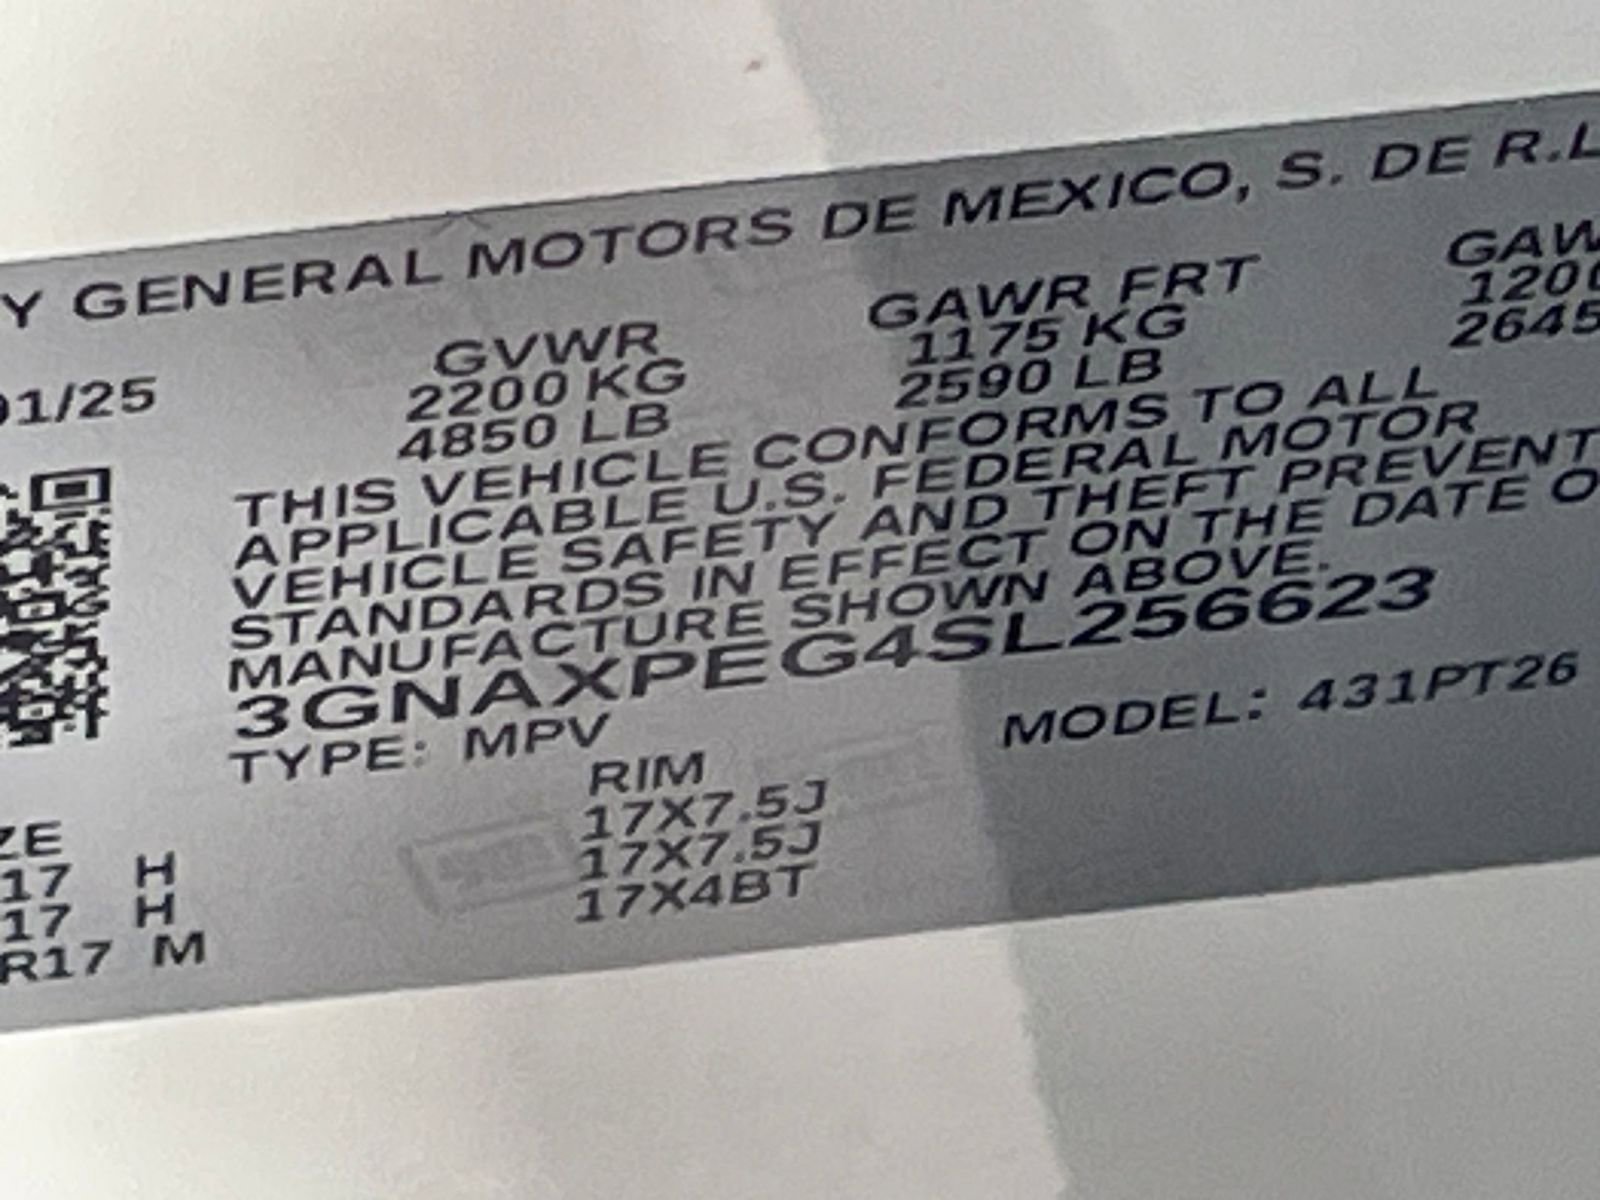 Y GENERAL MOTORS DE MEXICO, S. DE R.L
01/25
GVWR
2200 KG
4850 LB
GAWR FRT
1175 KG
2590 LB
GAW
1200
2645
THIS VEHICLE CONFORMS TO ALL
APPLICABLE U.S. FEDERAL MOTOR
VEHICLE SAFETY AND THEFT PREVENT
STANDARDS IN EFFECT ON THE DATE O
MANUFACTURE SHOWN ABOVE.
3GNAXPEG4SL256623
TYPE: MPV
MODEL: 431PT26
ZE
17 H
17 H
R17 M
RIM
17X7.5J
17X7.5J
17X4BT